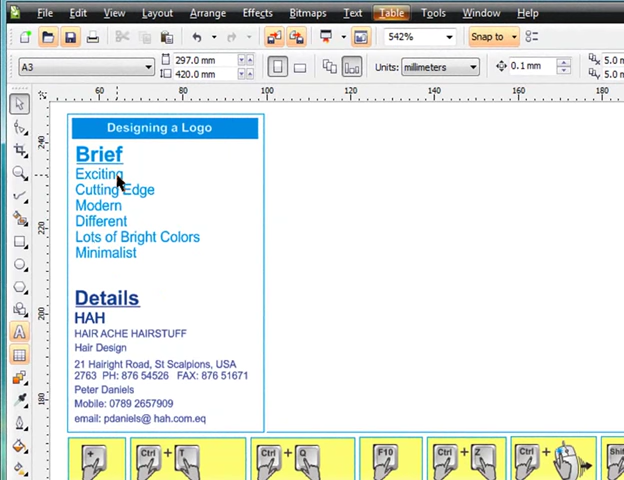 File Edit View Layout Arrange Effects Bitmaps Text Table Tools Window Help
542% Snap to
A3 297.0 mm 420.0 mm Units: millimeters 0.1 mm 5.0 m 5.0 m
60 80 100 120 140 160 180
240
220
200
180
Designing a Logo
Brief
Exciting
Cutting Edge
Modern
Different
Lots of Bright Colors
Minimalist
Details
HAH
HAIR ACHE HAIRSTUFF
Hair Design
21 Hairight Road, St Scalpions, USA
2763 PH: 876 54526 FAX: 876 51671
Peter Daniels
Mobile: 0789 2657909
email: pdaniels@ hah.com.eq
+ Ctrl + T Ctrl + Q F10 Ctrl + Z Ctrl + Shif